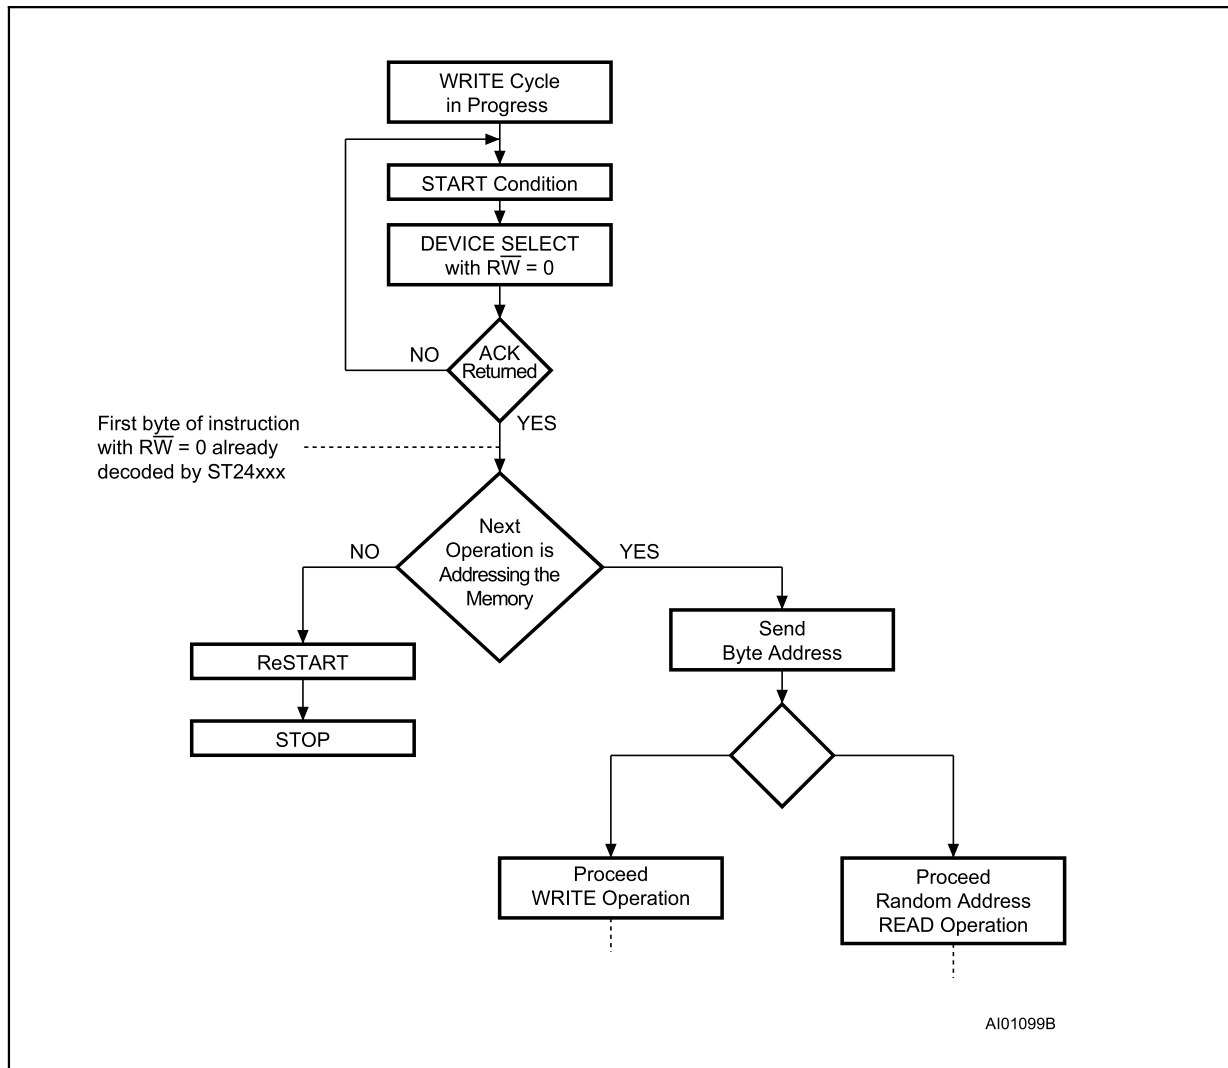 WRITE Cycle
in Progress
START Condition
DEVICE SELECT
with RW̅ = 0
ACK
Returned
NO
YES
First byte of instruction
with RW̅ = 0 already
decoded by ST24xxx
Next
Operation is
Addressing the
Memory
NO
YES
Send
Byte Address
ReSTART
STOP
Proceed
WRITE Operation
Proceed
Random Address
READ Operation
AI01099B